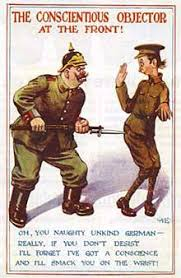 THE CONSCIENTIOUS OBJECTOR
AT THE FRONT!
OH, YOU NAUGHTY UNKIND GERMAN —
REALLY, IF YOU DON'T DESIST
I'LL FORGET I'VE GOT A CONSCIENCE,
AND I'LL SMACK YOU ON THE WRIST!